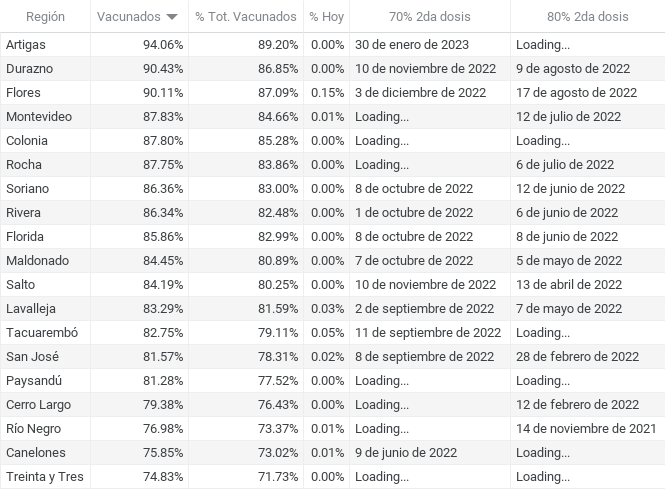 Región Vacunados % Tot. Vacunados % Hoy 70% 2da dosis 80% 2da dosis
Artigas 94.06% 89.20% 0.00% 30 de enero de 2023 Loading...
Durazno 90.43% 86.85% 0.00% 10 de noviembre de 2022 9 de agosto de 2022
Flores 90.11% 87.09% 0.15% 3 de diciembre de 2022 17 de agosto de 2022
Montevideo 87.83% 84.66% 0.01% Loading... 12 de julio de 2022
Colonia 87.80% 85.28% 0.00% Loading... Loading...
Rocha 87.75% 83.86% 0.00% Loading... 6 de julio de 2022
Soriano 86.36% 83.00% 0.00% 8 de octubre de 2022 12 de junio de 2022
Rivera 86.34% 82.48% 0.00% 1 de octubre de 2022 6 de junio de 2022
Florida 85.86% 82.99% 0.00% 8 de octubre de 2022 8 de junio de 2022
Maldonado 84.45% 80.89% 0.00% 7 de octubre de 2022 5 de mayo de 2022
Salto 84.19% 80.25% 0.00% 10 de noviembre de 2022 13 de abril de 2022
Lavalleja 83.29% 81.59% 0.03% 2 de septiembre de 2022 7 de mayo de 2022
Tacuarembó 82.75% 79.11% 0.05% 11 de septiembre de 2022 Loading...
San José 81.57% 78.31% 0.02% 8 de septiembre de 2022 28 de febrero de 2022
Paysandú 81.28% 77.52% 0.00% Loading... Loading...
Cerro Largo 79.38% 76.43% 0.00% Loading... 12 de febrero de 2022
Río Negro 76.98% 73.37% 0.01% Loading... 14 de noviembre de 2021
Canelones 75.85% 73.02% 0.01% 9 de junio de 2022 Loading...
Treinta y Tres 74.83% 71.73% 0.00% Loading... Loading...